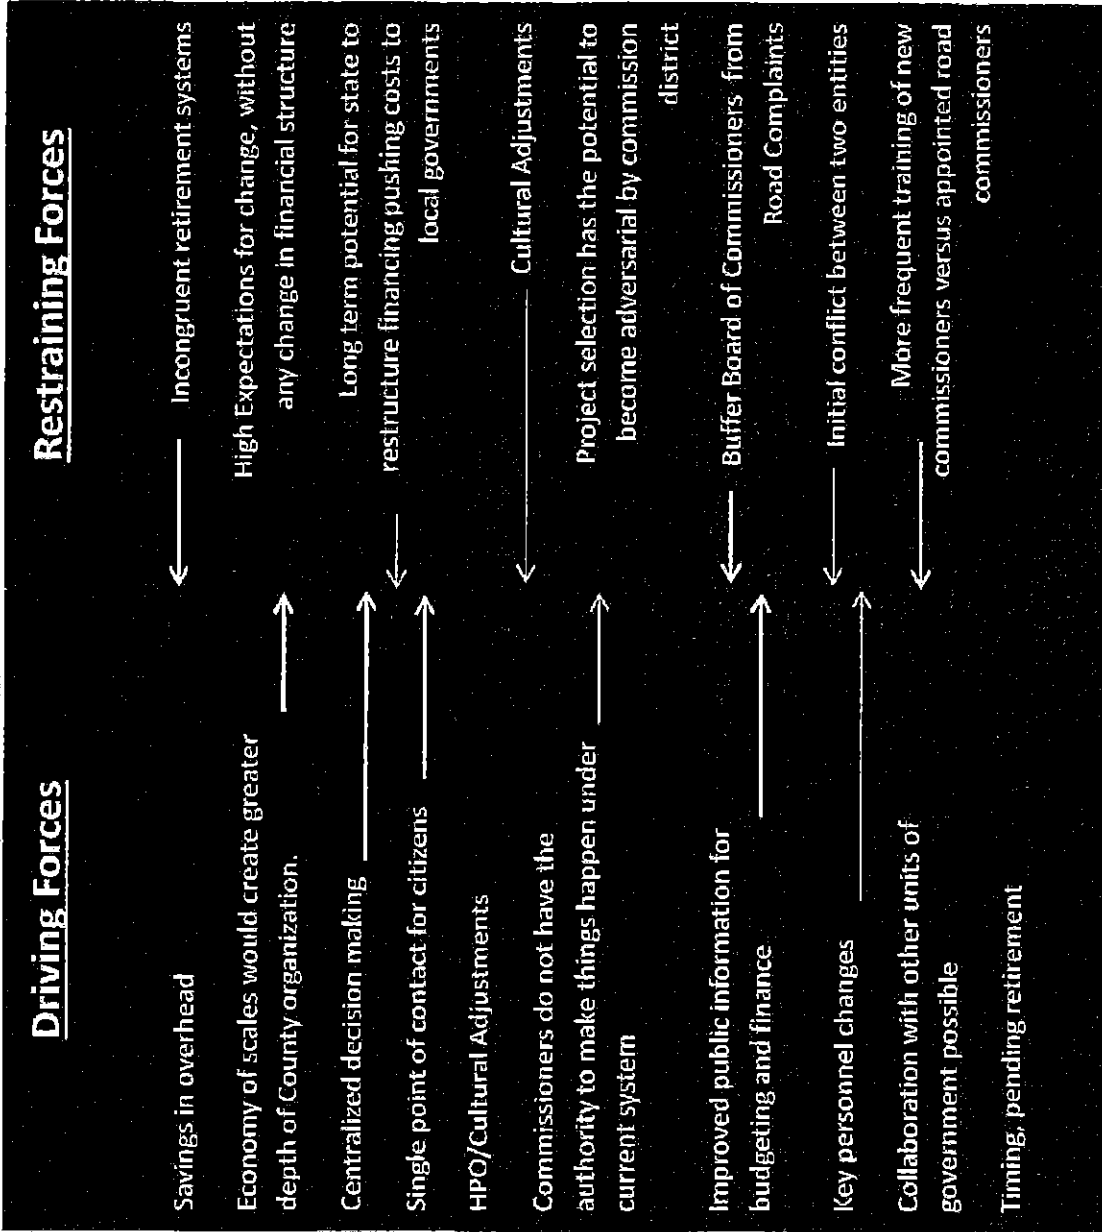 Driving Forces
Savings in overhead
Economy of scales would create greater
depth of County organization.
Centralized decision making
Single point of contact for citizens
HPO/Cultural Adjustments
Commissioners do not have the
authority to make things happen under
current system
Improved public information for
budgeting and finance
Key personnel changes
Collaboration with other units of
government possible
Timing, pending retirement
Restraining Forces
Incongruent retirement systems
High Expectations for change, without
any change in financial structure
Long term potential for state to
restructure financing pushing costs to
local governments
Cultural Adjustments
Project selection has the potential to
become adversarial by commission
district
Buffer Board of Commissioners from
Road Complaints
Initial conflict between two entities
More frequent training of new
commissioners versus appointed road
commissioners